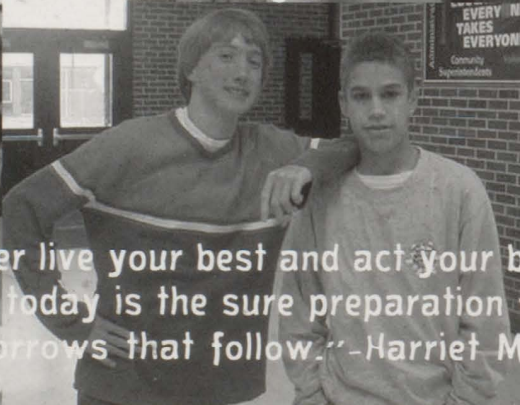 EVERY
TAKES
EVERYON
Community
Superintendents
er live your best and act your b
today is the sure preparation
orrows that follow." -Harriet M